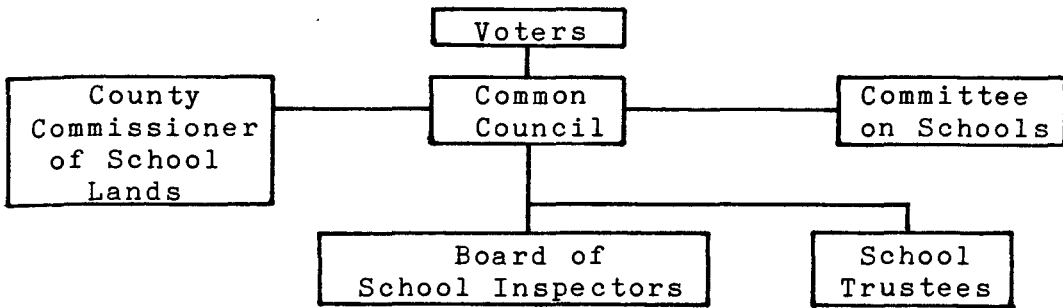 Voters
County
Commissioner
of School
Lands
Common
Council
Committee
on Schools
Board of
School Inspectors
School
Trustees